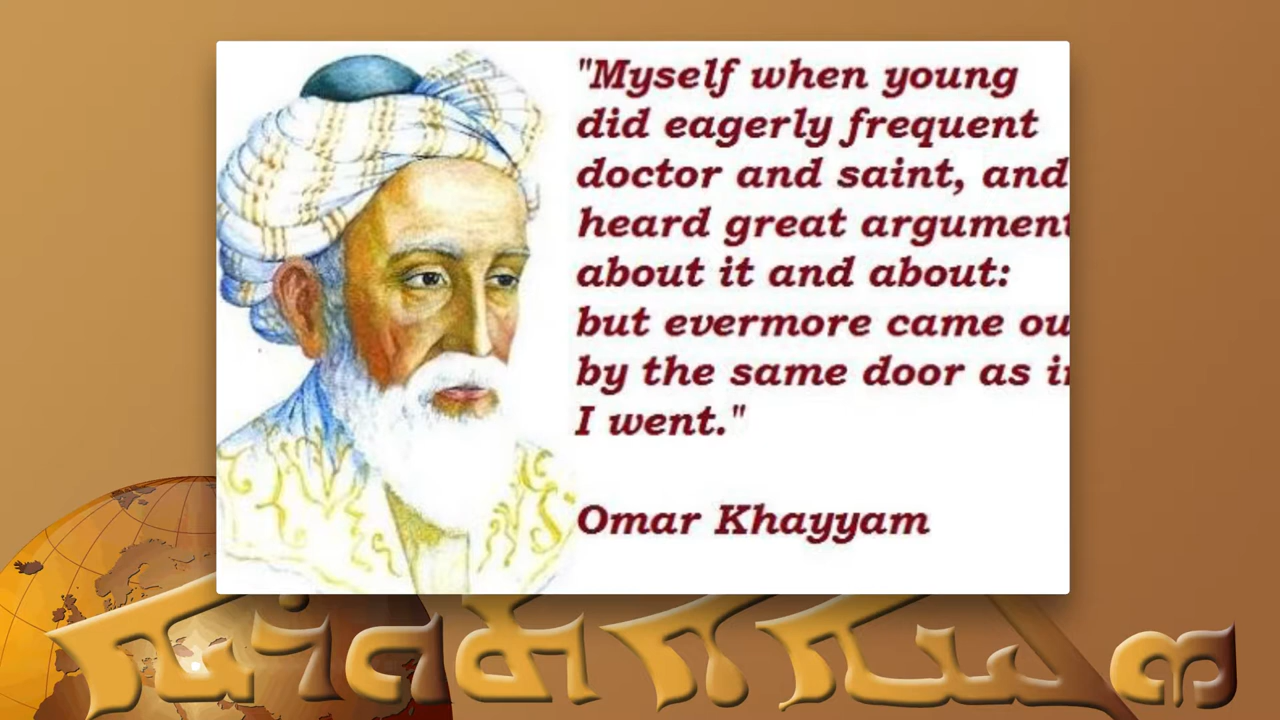 "Myself when young
did eagerly frequent
doctor and saint, and
heard great argument
about it and about:
but evermore came ou
by the same door as in
I went."
Omar Khayyam